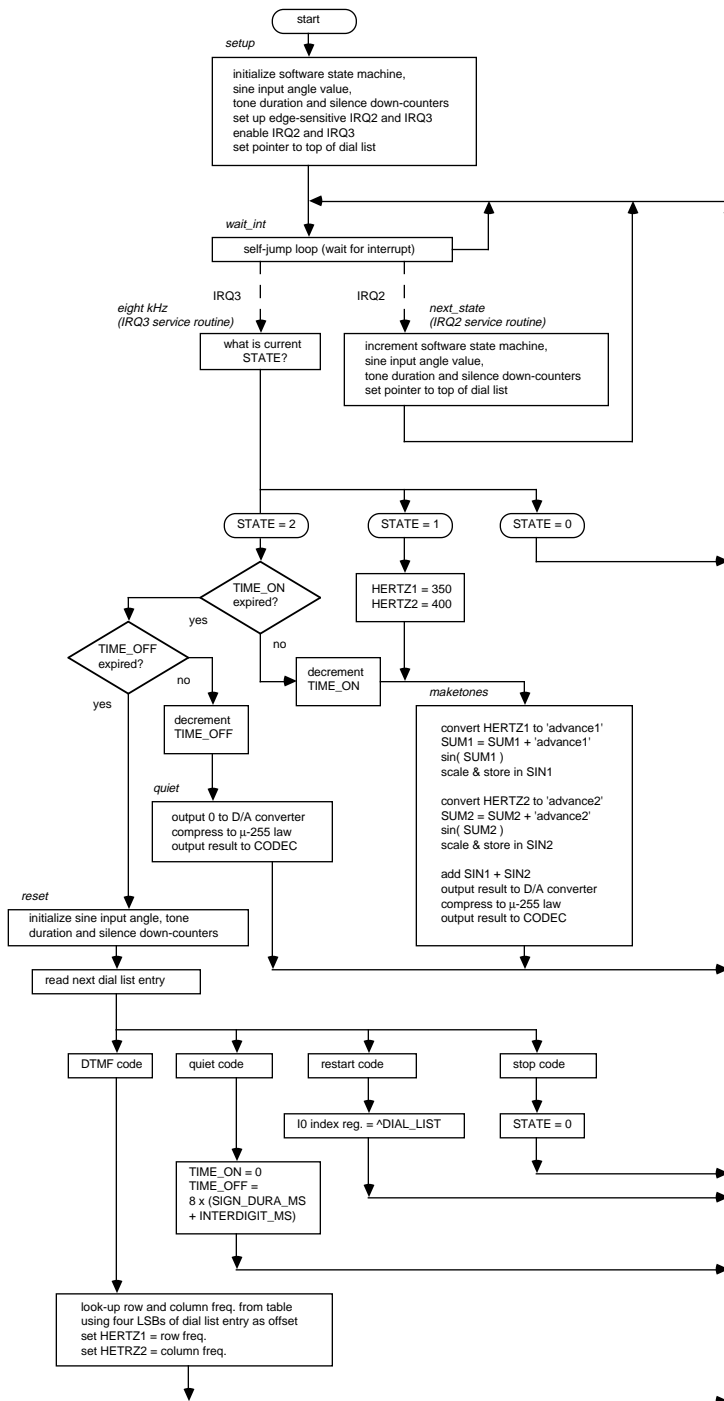 start
setup
initialize software state machine,
sine input angle value,
tone duration and silence down-counters
set up edge-sensitive IRQ2 and IRQ3
enable IRQ2 and IRQ3
set pointer to top of dial list
wait_int
self-jump loop (wait for interrupt)
IRQ3
IRQ2
eight kHz
(IRQ3 service routine)
next_state
(IRQ2 service routine)
what is current
STATE?
increment software state machine,
sine input angle value,
tone duration and silence down-counters
set pointer to top of dial list
STATE = 2
STATE = 1
STATE = 0
TIME_ON
expired?
HERTZ1 = 350
HERTZ2 = 400
yes
no
TIME_OFF
expired?
decrement
TIME_ON
yes
no
decrement
TIME_OFF
maketones
convert HERTZ1 to 'advance1'
SUM1 = SUM1 + 'advance1'
sin( SUM1 )
scale & store in SIN1
convert HERTZ2 to 'advance2'
SUM2 = SUM2 + 'advance2'
sin( SUM2 )
scale & store in SIN2
add SIN1 + SIN2
output result to D/A converter
compress to µ-255 law
output result to CODEC
quiet
output 0 to D/A converter
compress to µ-255 law
output result to CODEC
reset
initialize sine input angle, tone
duration and silence down-counters
read next dial list entry
DTMF code
quiet code
restart code
stop code
I0 index reg. = ^DIAL_LIST
STATE = 0
TIME_ON = 0
TIME_OFF =
8 x (SIGN_DURA_MS
+ INTERDIGIT_MS)
look-up row and column freq. from table
using four LSBs of dial list entry as offset
set HERTZ1 = row freq.
set HETRZ2 = column freq.